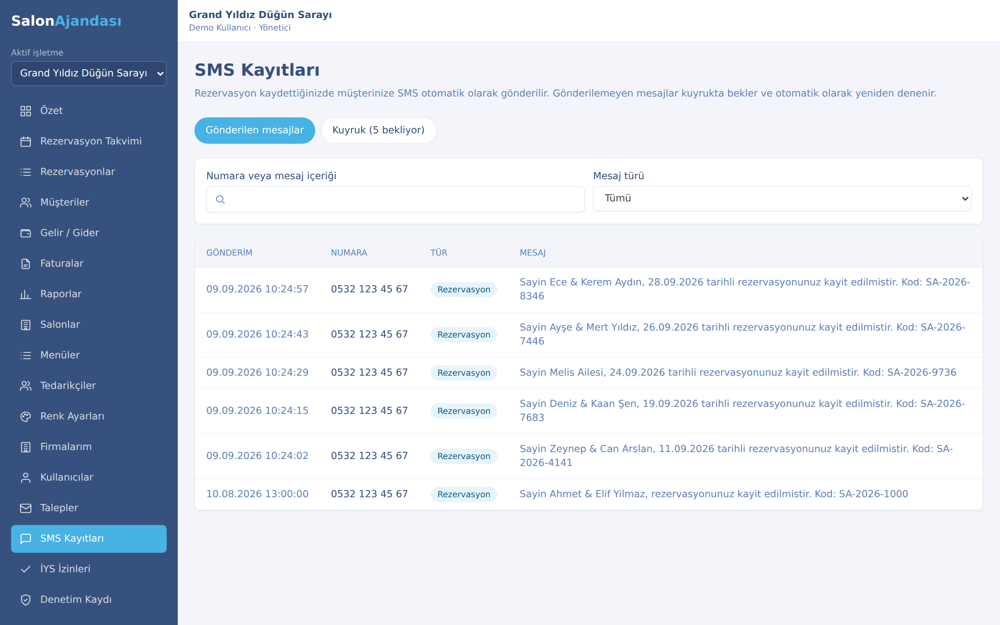 SalonAjandası
Aktif işletme
Grand Yıldız Düğün Sarayı
Özet
Rezervasyon Takvimi
Rezervasyonlar
Müşteriler
Gelir / Gider
Faturalar
Raporlar
Salonlar
Menüler
Tedarikçiler
Renk Ayarları
Firmalarım
Kullanıcılar
Talepler
SMS Kayıtları
İYS İzinleri
Denetim Kaydı
Grand Yıldız Düğün Sarayı
Demo Kullanıcı · Yönetici
SMS Kayıtları
Rezervasyon kaydettiğinizde müşterinize SMS otomatik olarak gönderilir. Gönderilemeyen mesajlar kuyrukta bekler ve otomatik olarak yeniden denenir.
Gönderilen mesajlar
Kuyruk (5 bekliyor)
Numara veya mesaj içeriği
Mesaj türü
Tümü
GÖNDERİM NUMARA TÜR MESAJ
09.09.2026 10:24:57 0532 123 45 67 Rezervasyon Sayin Ece & Kerem Aydın, 28.09.2026 tarihli rezervasyonunuz kayit edilmistir. Kod: SA-2026-
8346
09.09.2026 10:24:43 0532 123 45 67 Rezervasyon Sayin Ayşe & Mert Yıldız, 26.09.2026 tarihli rezervasyonunuz kayit edilmistir. Kod: SA-2026-
7446
09.09.2026 10:24:29 0532 123 45 67 Rezervasyon Sayin Melis Ailesi, 24.09.2026 tarihli rezervasyonunuz kayit edilmistir. Kod: SA-2026-9736
09.09.2026 10:24:15 0532 123 45 67 Rezervasyon Sayin Deniz & Kaan Şen, 19.09.2026 tarihli rezervasyonunuz kayit edilmistir. Kod: SA-2026-
7683
09.09.2026 10:24:02 0532 123 45 67 Rezervasyon Sayin Zeynep & Can Arslan, 11.09.2026 tarihli rezervasyonunuz kayit edilmistir. Kod: SA-
2026-4141
10.08.2026 13:00:00 0532 123 45 67 Rezervasyon Sayin Ahmet & Elif Yilmaz, rezervasyonunuz kayit edilmistir. Kod: SA-2026-1000